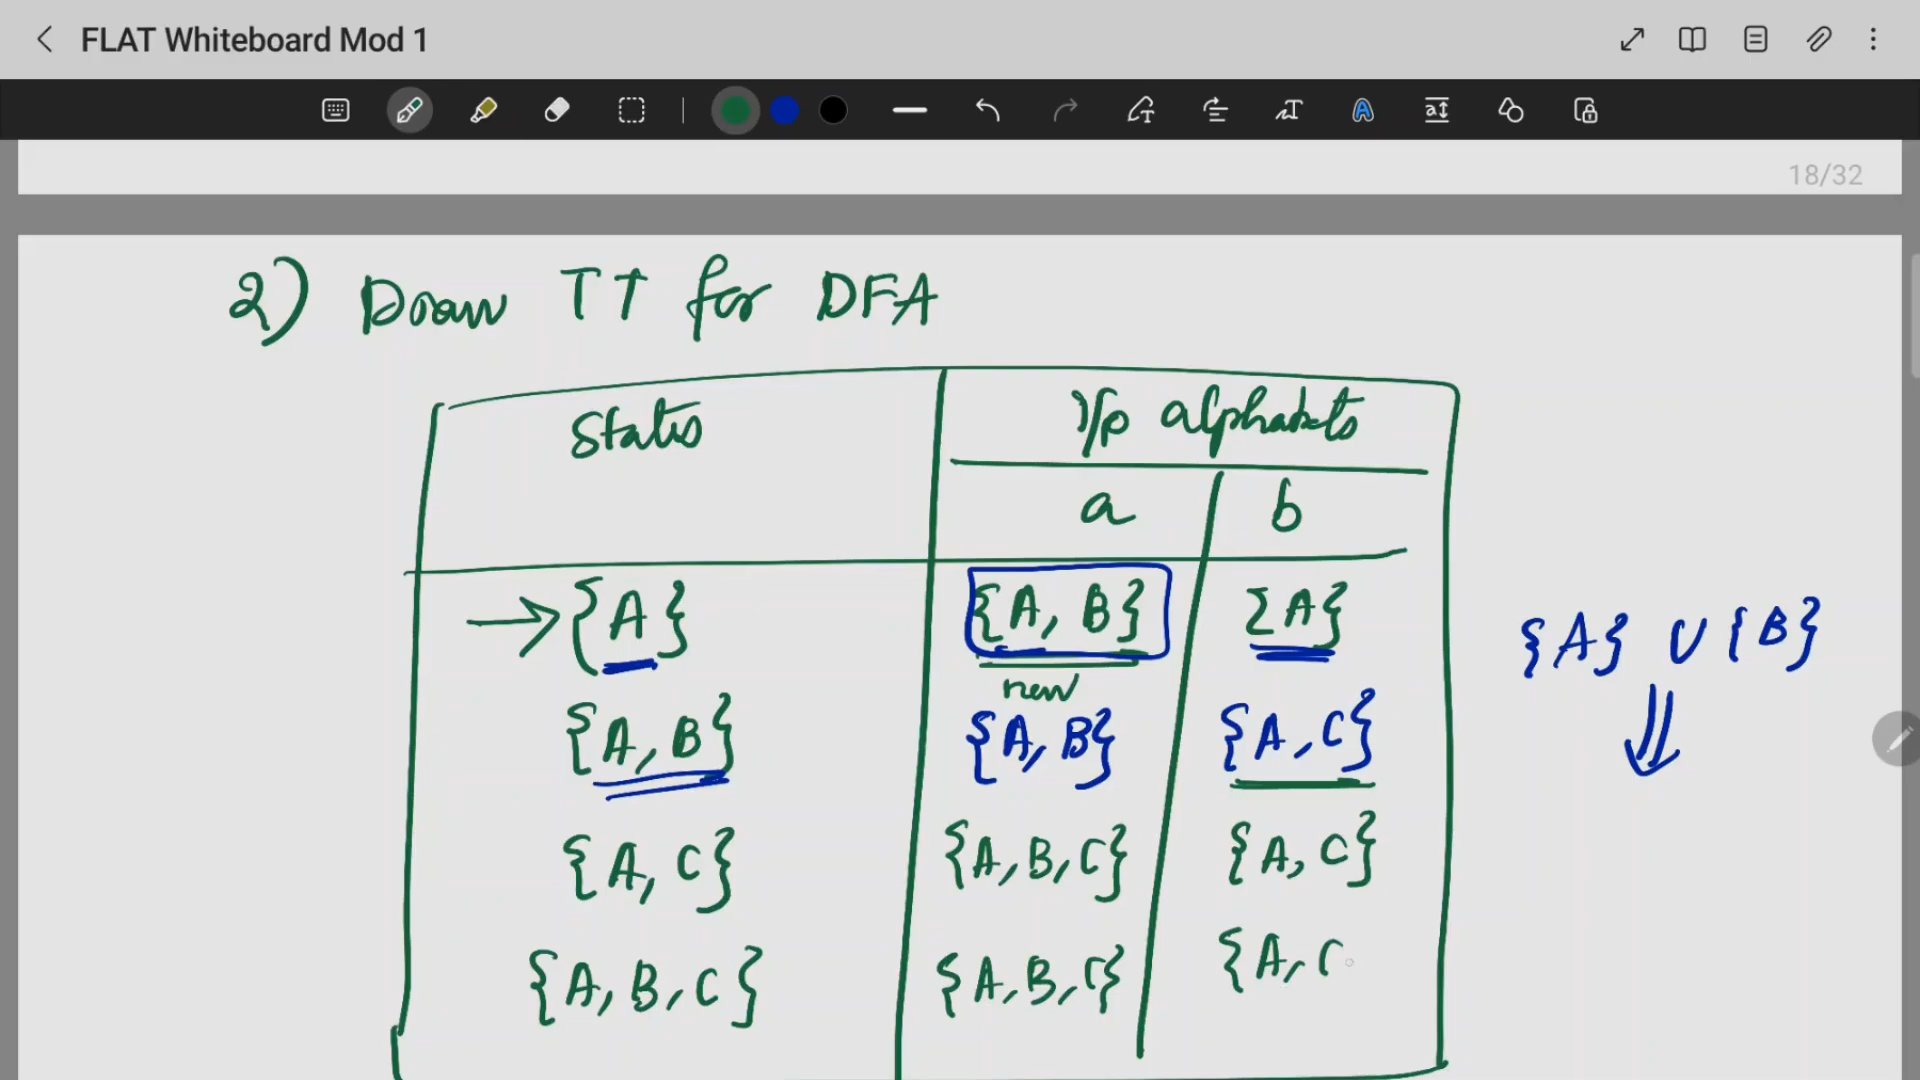 FLAT Whiteboard Mod 1
18/32
2) Draw TT for DFA
States I/p alphabets
a b
→ {A} {A, B} {A} {A} ∪ {B}
new
{A, B} {A, B} {A, C} ⇓
{A, C} {A, B, C} {A, C}
{A, B, C} {A, B, C} {A, C